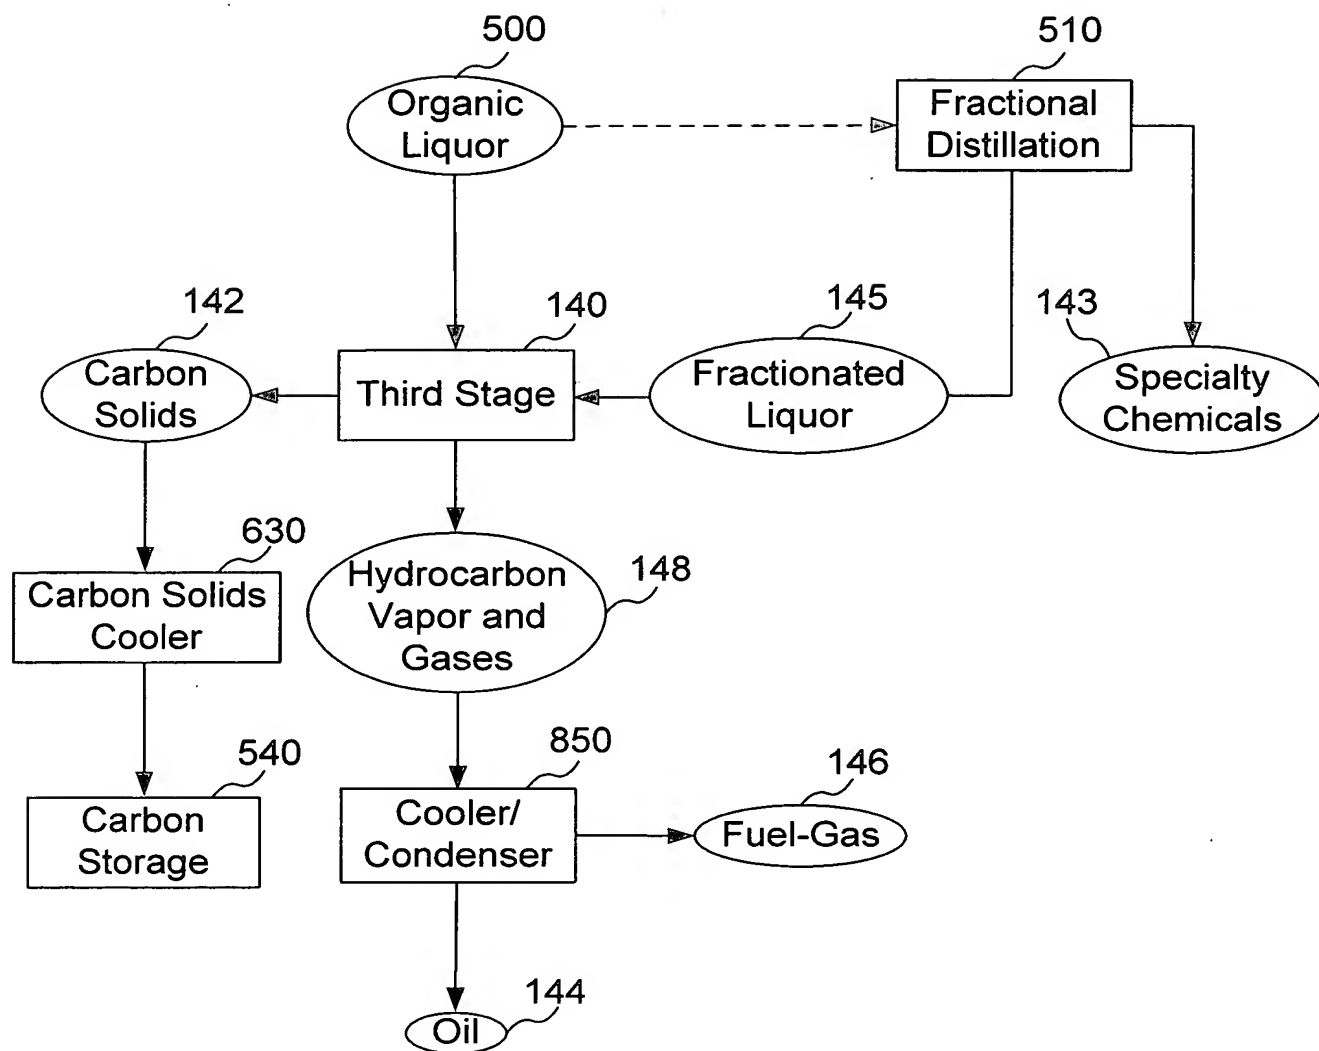 500
510
Organic
Liquor
Fractional
Distillation
142
140
145
143
Carbon
Solids
Third Stage
Fractionated
Liquor
Specialty
Chemicals
630
Carbon Solids
Cooler
Hydrocarbon
Vapor and
Gases
148
540
Carbon
Storage
850
Cooler/
Condenser
146
Fuel-Gas
144
Oil